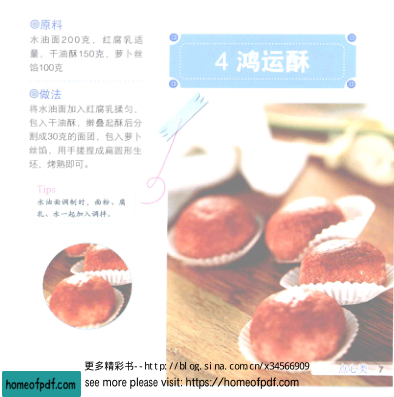 原料
水油面200克，红腐乳适
量，干油酥150克，萝卜丝
馅100克
做法
将水油面加入红腐乳揉匀，
包入干油酥，擀叠起酥后分
割成30克的面团，包入萝卜
丝馅，用手搓捏成扁圆形生
坯，烤熟即可。
Tips
水油面调制时，面粉、腐
乳、水一起加入调拌。
4 鸿运酥
点心类 7
更多精彩书--http://blog.sina.com.cn/x34566909
see more please visit: https://homeofpdf.com
homeofpdf.com